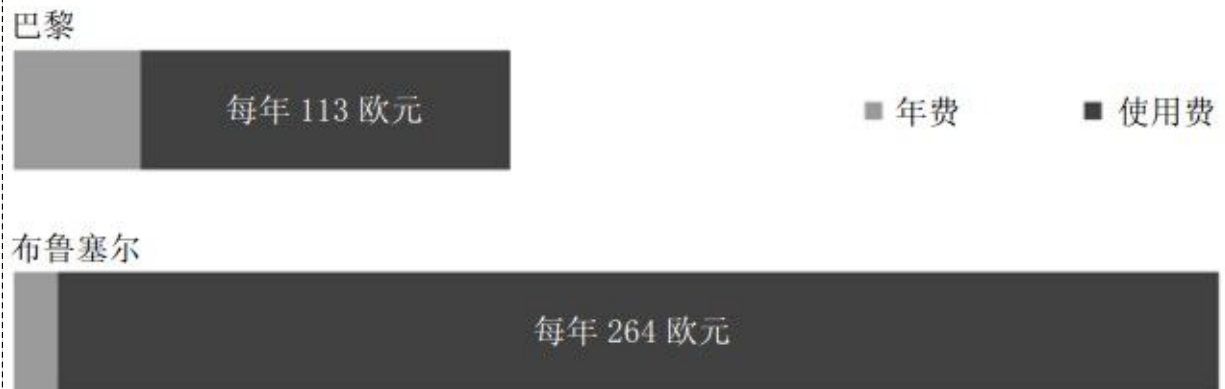 巴黎
每年 113 欧元
年费
使用费
布鲁塞尔
每年 264 欧元